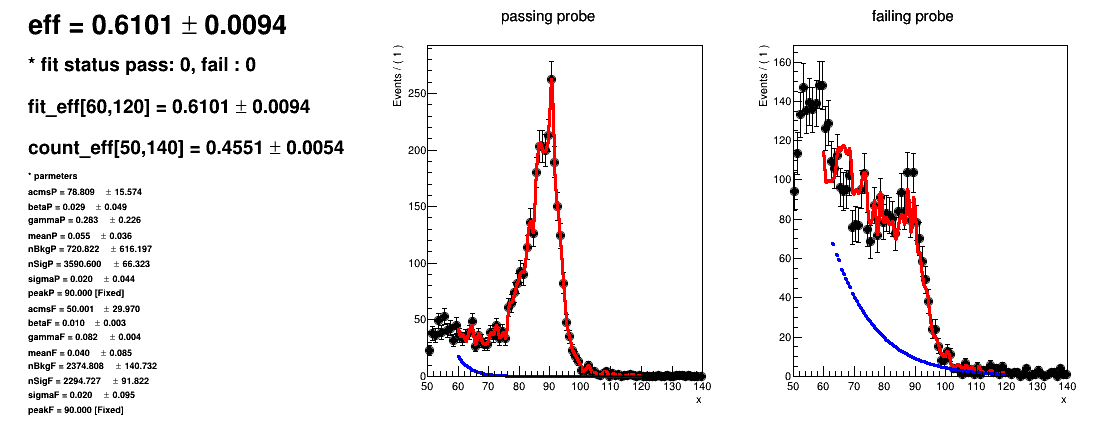 eff = 0.6101 ± 0.0094
* fit status pass: 0, fail : 0
fit_eff[60,120] = 0.6101 ± 0.0094
count_eff[50,140] = 0.4551 ± 0.0054
* parmeters
acmsP = 78.809 ± 15.574
betaP = 0.029 ± 0.049
gammaP = 0.283 ± 0.226
meanP = 0.055 ± 0.036
nBkgP = 720.822 ± 616.197
nSigP = 3590.600 ± 66.323
sigmaP = 0.020 ± 0.044
peakP = 90.000 [Fixed]
acmsF = 50.001 ± 29.970
betaF = 0.010 ± 0.003
gammaF = 0.082 ± 0.004
meanF = 0.040 ± 0.085
nBkgF = 2374.808 ± 140.732
nSigF = 2294.727 ± 91.822
sigmaF = 0.020 ± 0.095
peakF = 90.000 [Fixed]
passing probe
Events / ( 1 )
250
200
150
100
50
0
50 60 70 80 90 100 110 120 130 140
x
failing probe
Events / ( 1 )
160
140
120
100
80
60
40
20
0
50 60 70 80 90 100 110 120 130 140
x